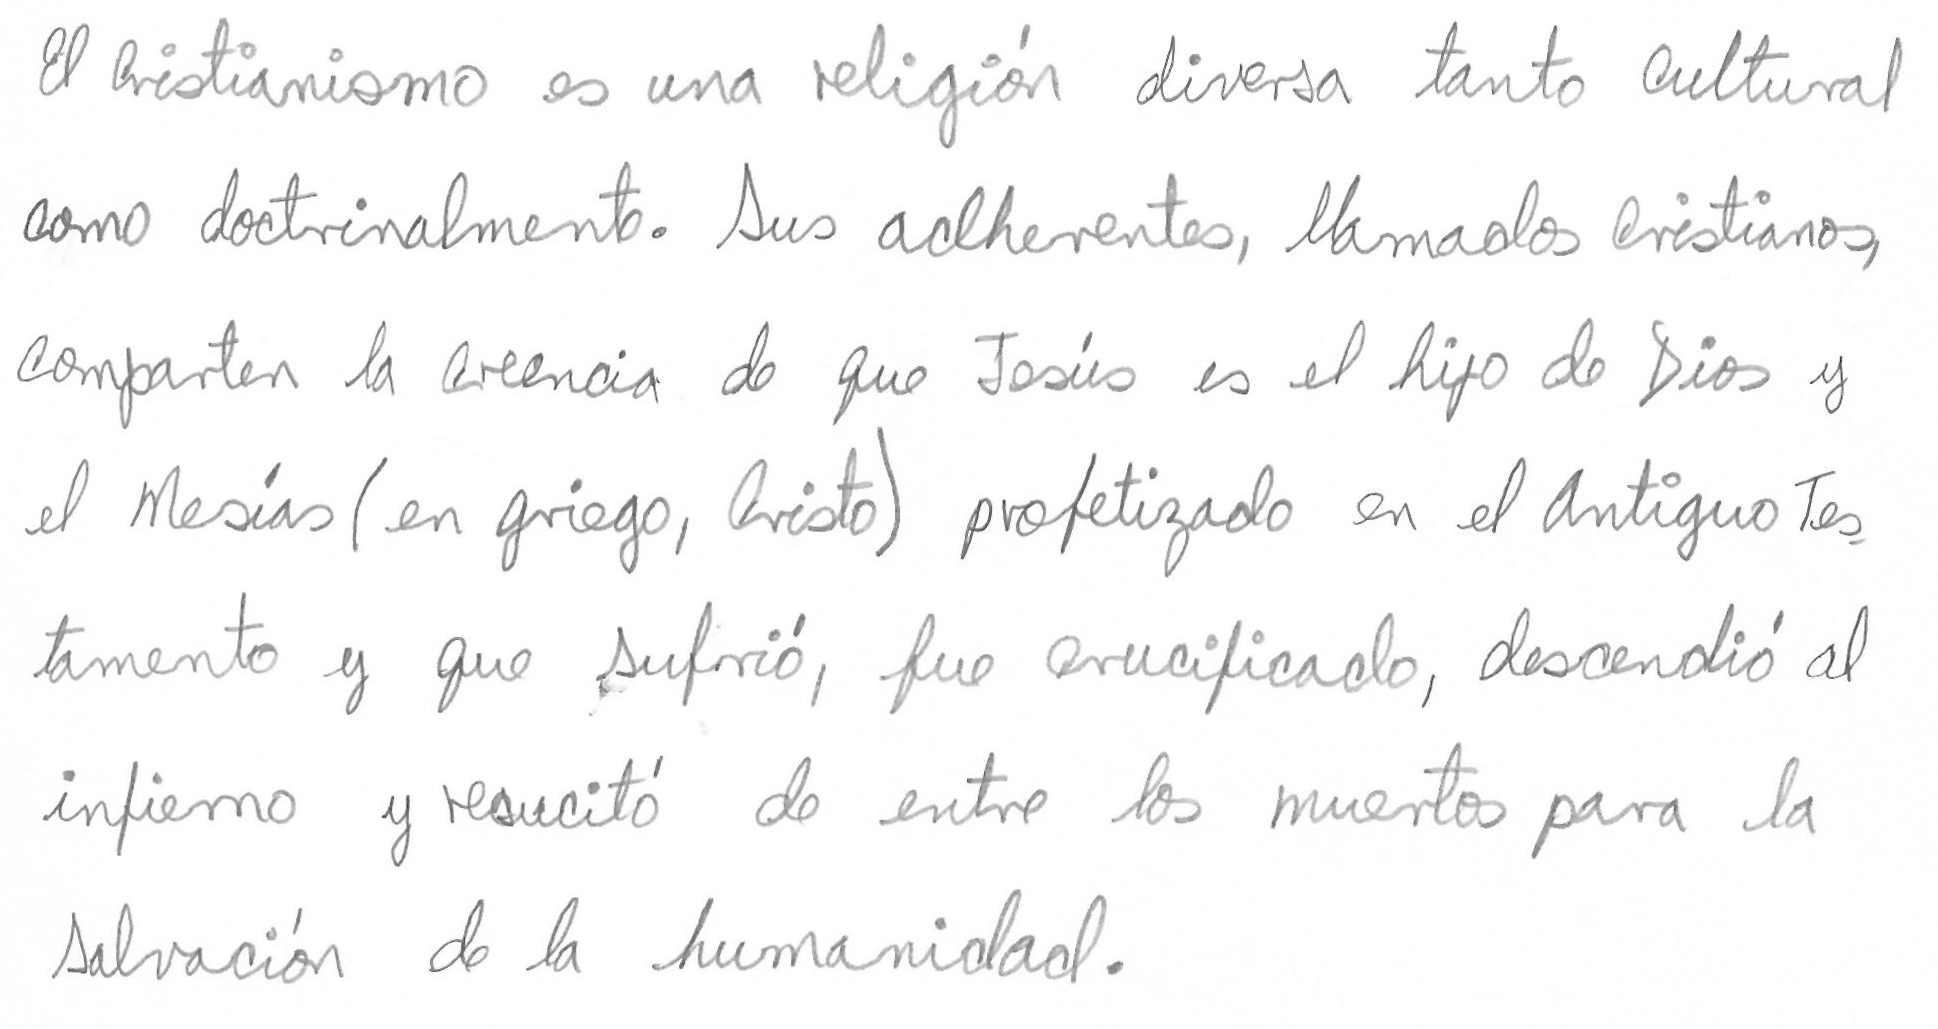 El cristianismo es una religión diversa tanto cultural
como doctrinalmente. Sus adherentes, llamados cristianos,
comparten la creencia de que Jesús es el hijo de Dios y
el Mesías (en griego, Cristo) profetizado en el Antiguo Tes-
tamento y que sufrió, fue crucificado, descendió al
infierno y resucitó de entre los muertos para la
salvación de la humanidad.